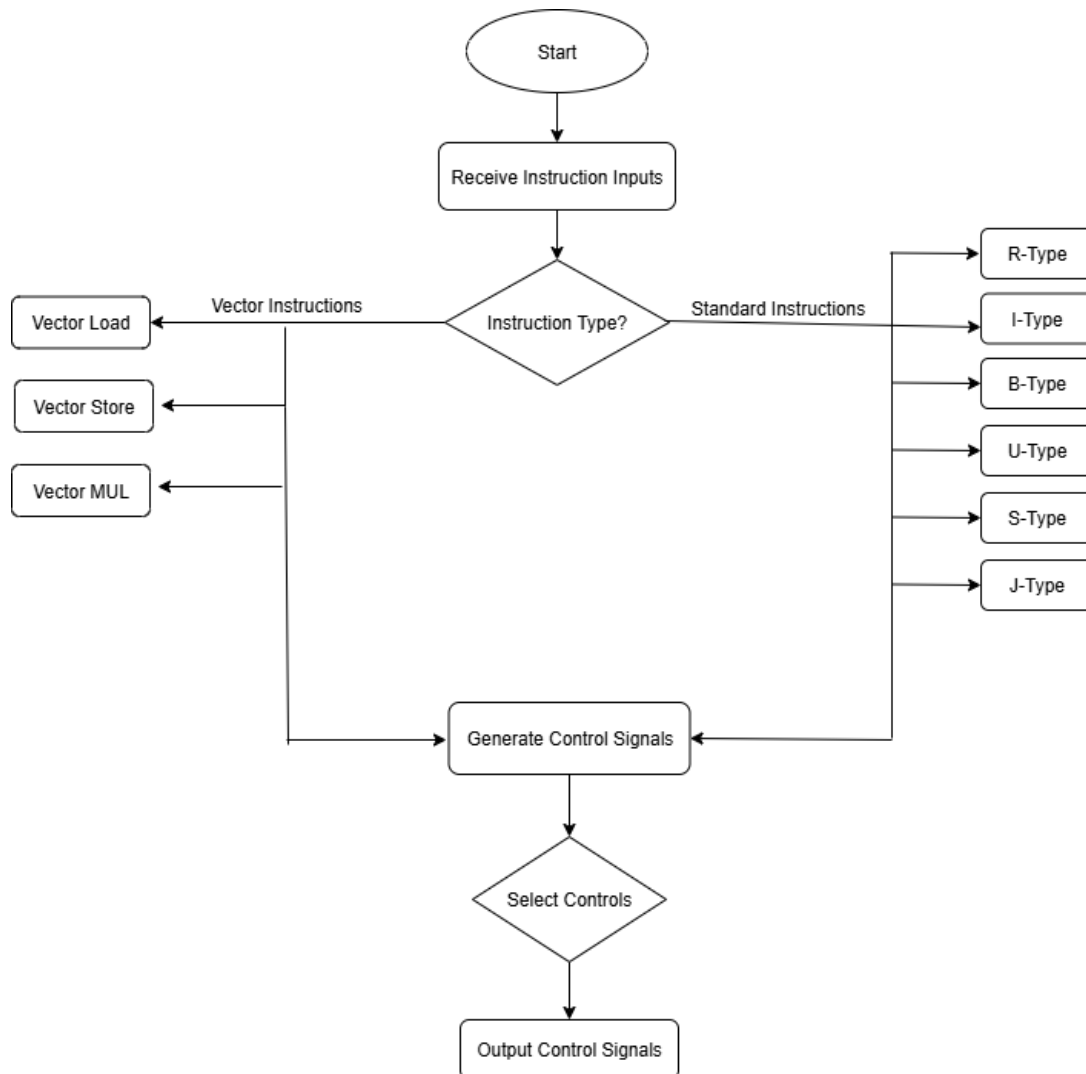 Start
Receive Instruction Inputs
Instruction Type?
Vector Instructions
Standard Instructions
Vector Load
Vector Store
Vector MUL
R-Type
I-Type
B-Type
U-Type
S-Type
J-Type
Generate Control Signals
Select Controls
Output Control Signals